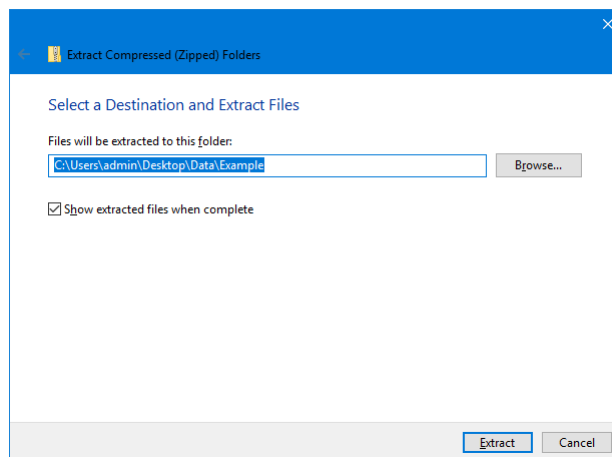 Extract Compressed (Zipped) Folders
Select a Destination and Extract Files
Files will be extracted to this folder:
C:\Users\admin\Desktop\Data\Example
Browse...
Show extracted files when complete
Extract
Cancel